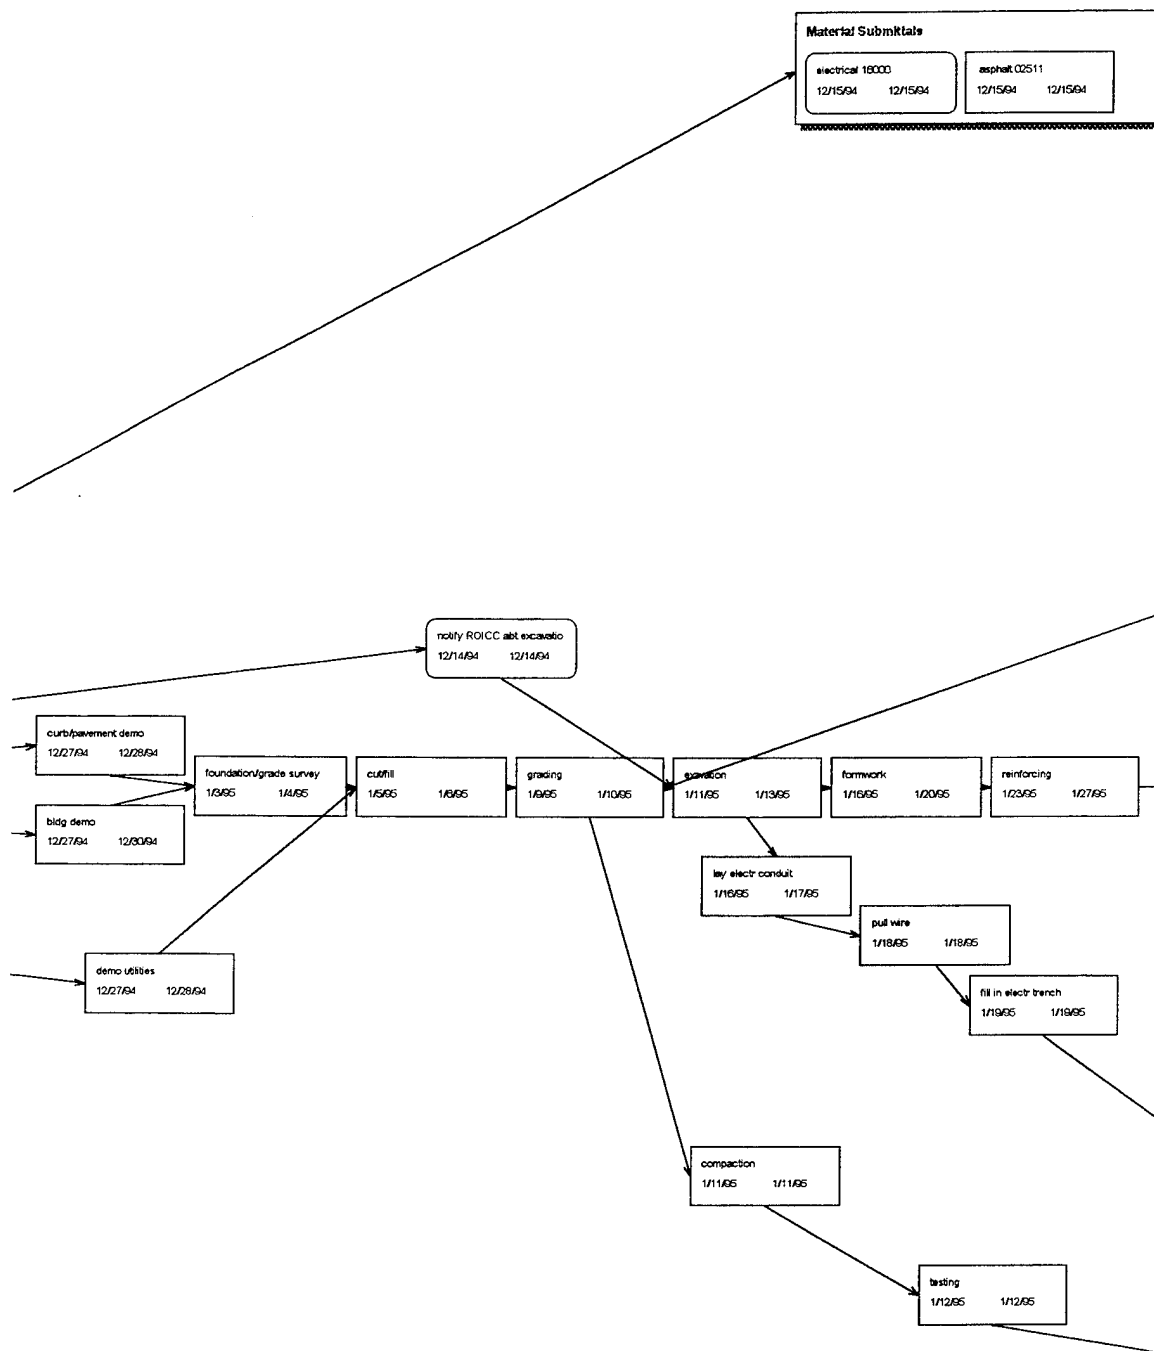 Material Submittals
electrical 16000
12/15/94 12/15/94
asphalt 02511
12/15/94 12/15/94
notify ROICC abt excavatio
12/14/94 12/14/94
curb/pavement demo
12/27/94 12/28/94
foundation/grade survey
1/3/95 1/4/95
cut/fill
1/5/95 1/6/95
grading
1/9/95 1/10/95
exavation
1/11/95 1/13/95
formwork
1/16/95 1/20/95
reinforcing
1/23/95 1/27/95
bldg demo
12/27/94 12/30/94
lay electr conduit
1/16/95 1/17/95
pull wire
1/18/95 1/18/95
demo utilities
12/27/94 12/28/94
fill in electr trench
1/19/95 1/19/95
compaction
1/11/95 1/11/95
testing
1/12/95 1/12/95